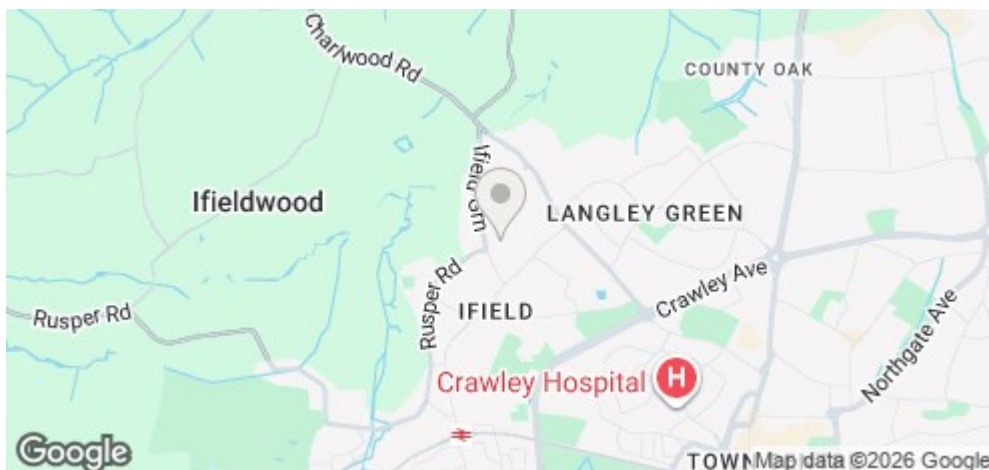 Charlwood Rd
COUNTY OAK
Ifield Grn
Ifieldwood
LANGLEY GREEN
Rusper Rd
Crawley Ave
Rusper Rd
IFIELD
Northgate Ave
Crawley Hospital
H
Google
TOWN
Map data ©2026 Google